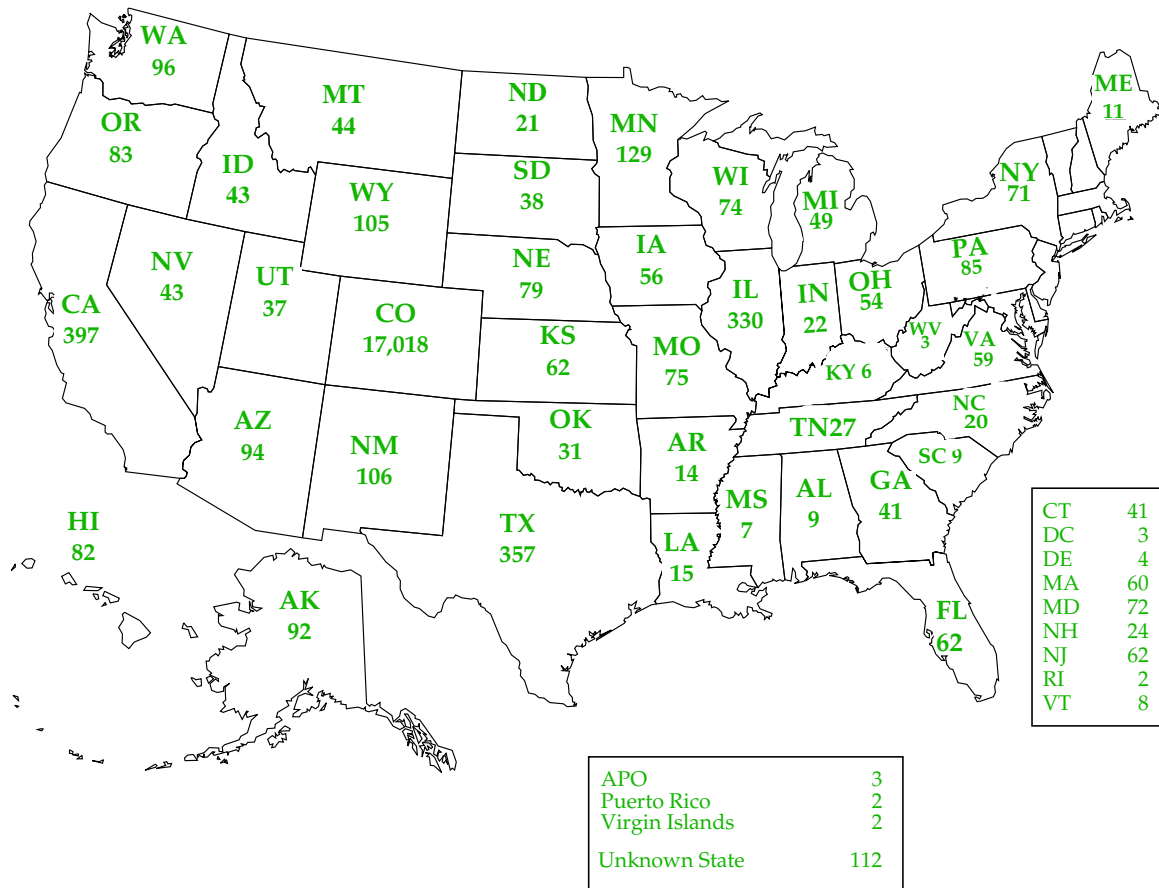 WA
96
OR
83
ID
43
MT
44
ND
21
MN
129
SD
38
WY
105
WI
74
MI
49
NY
71
ME
11
NV
43
UT
37
CA
397
CO
17,018
NE
79
IA
56
KS
62
MO
75
IL
330
IN
22
OH
54
PA
85
WV
3
VA
59
KY 6
NC
20
TN27
SC 9
AZ
94
NM
106
OK
31
AR
14
MS
7
AL
9
GA
41
TX
357
LA
15
FL
62
HI
82
AK
92
CT 41
DC 3
DE 4
MA 60
MD 72
NH 24
NJ 62
RI 2
VT 8
APO 3
Puerto Rico 2
Virgin Islands 2
Unknown State 112